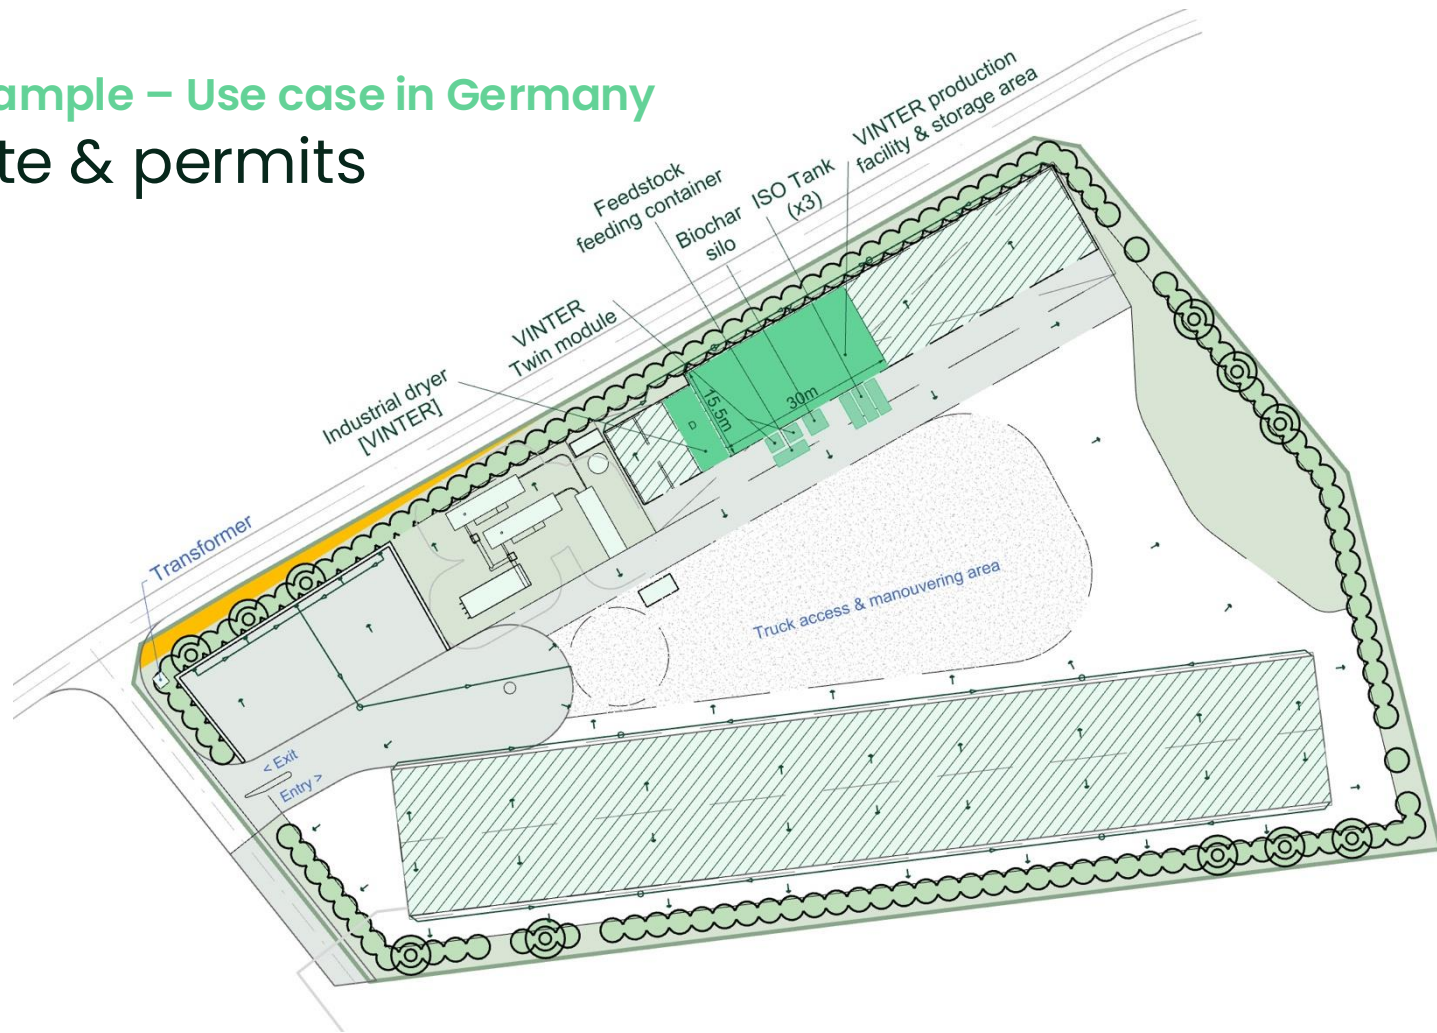 ample – Use case in Germany
te & permits
VINTER production
facility & storage area
ISO Tank
(x3)
Feedstock
feeding container
Biochar
silo
VINTER
Twin module
Industrial dryer
[VINTER]
15.5m
30m
D
Transformer
Truck access & manouvering area
< Exit
Entry >